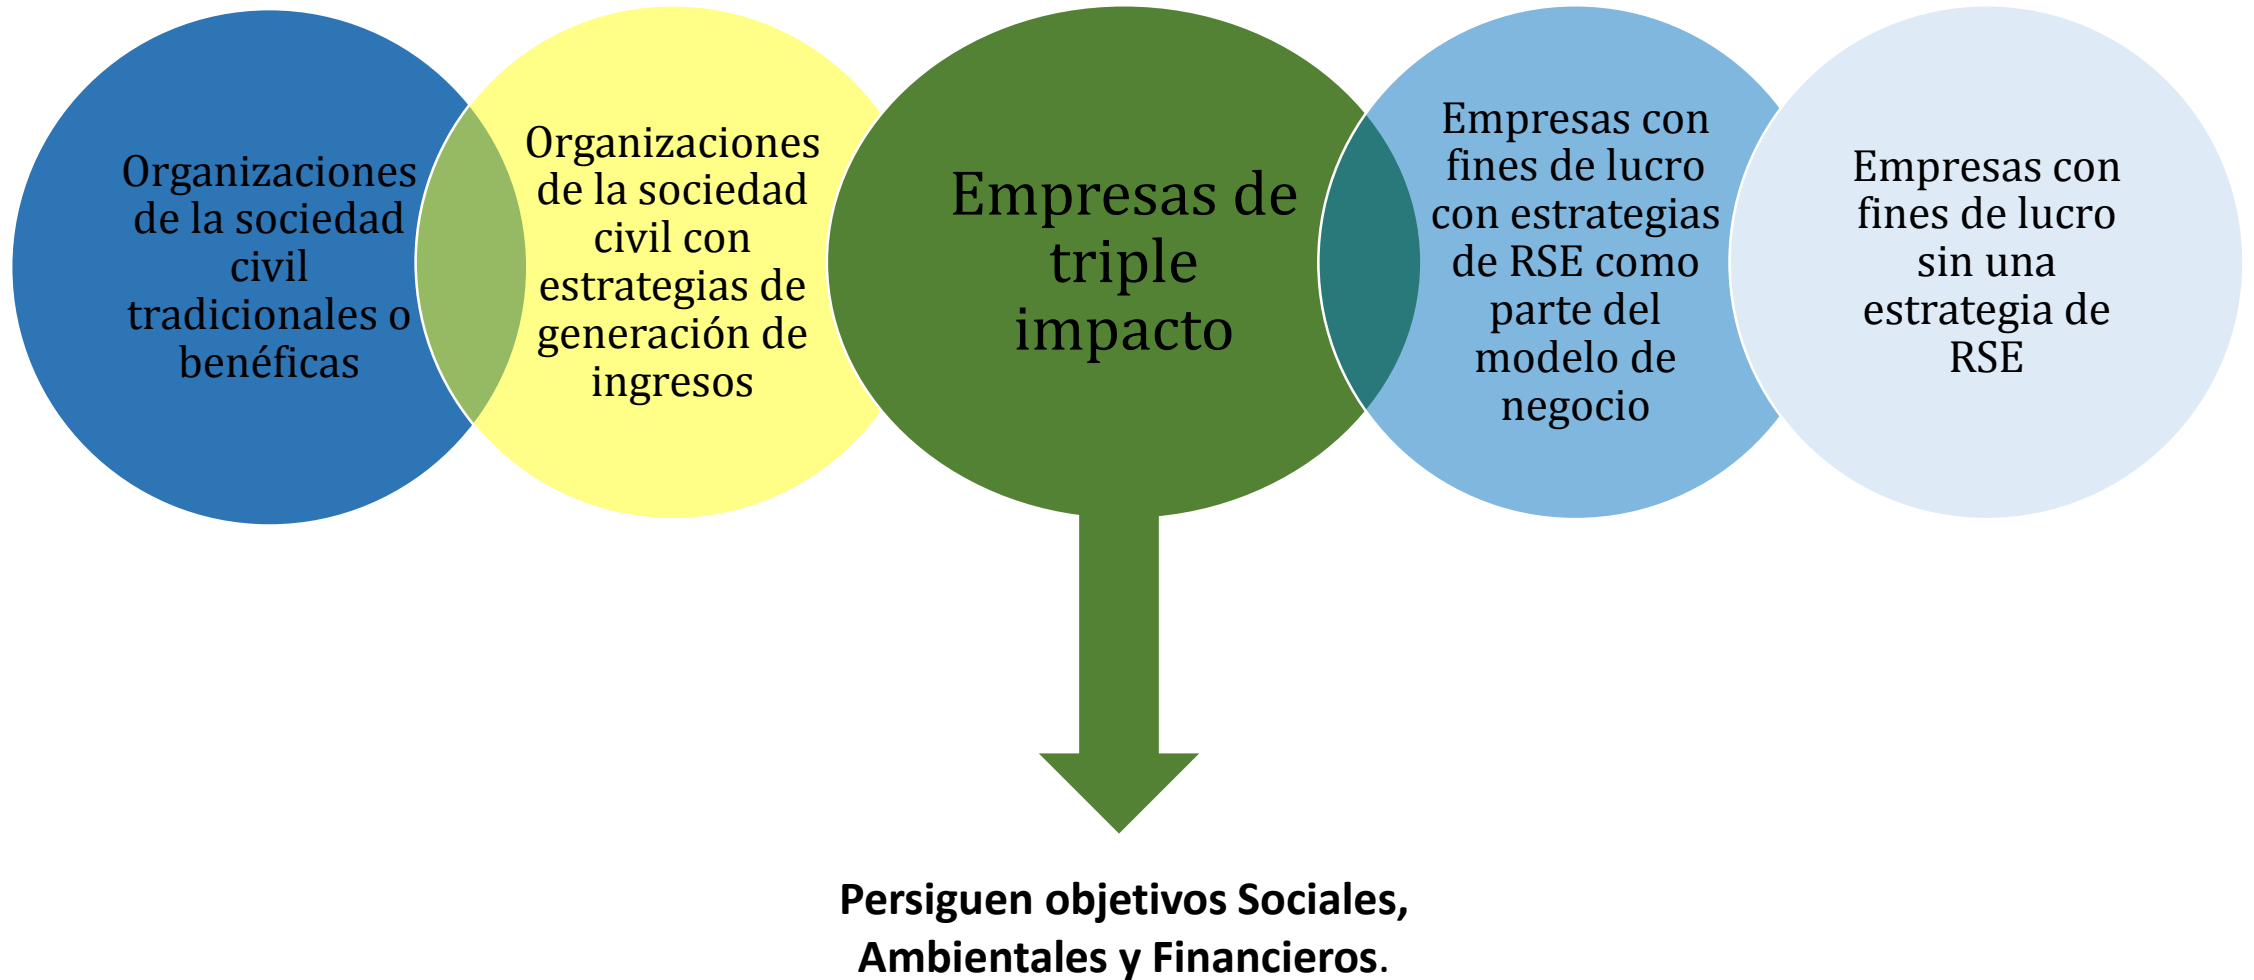 Organizaciones
de la sociedad
civil
tradicionales o
benéficas
Organizaciones
de la sociedad
civil con
estrategias de
generación de
ingresos
Empresas de
triple
impacto
Empresas con
fines de lucro
con estrategias
de RSE como
parte del
modelo de
negocio
Empresas con
fines de lucro
sin una
estrategia de
RSE
Persiguen objetivos Sociales,
Ambientales y Financieros.